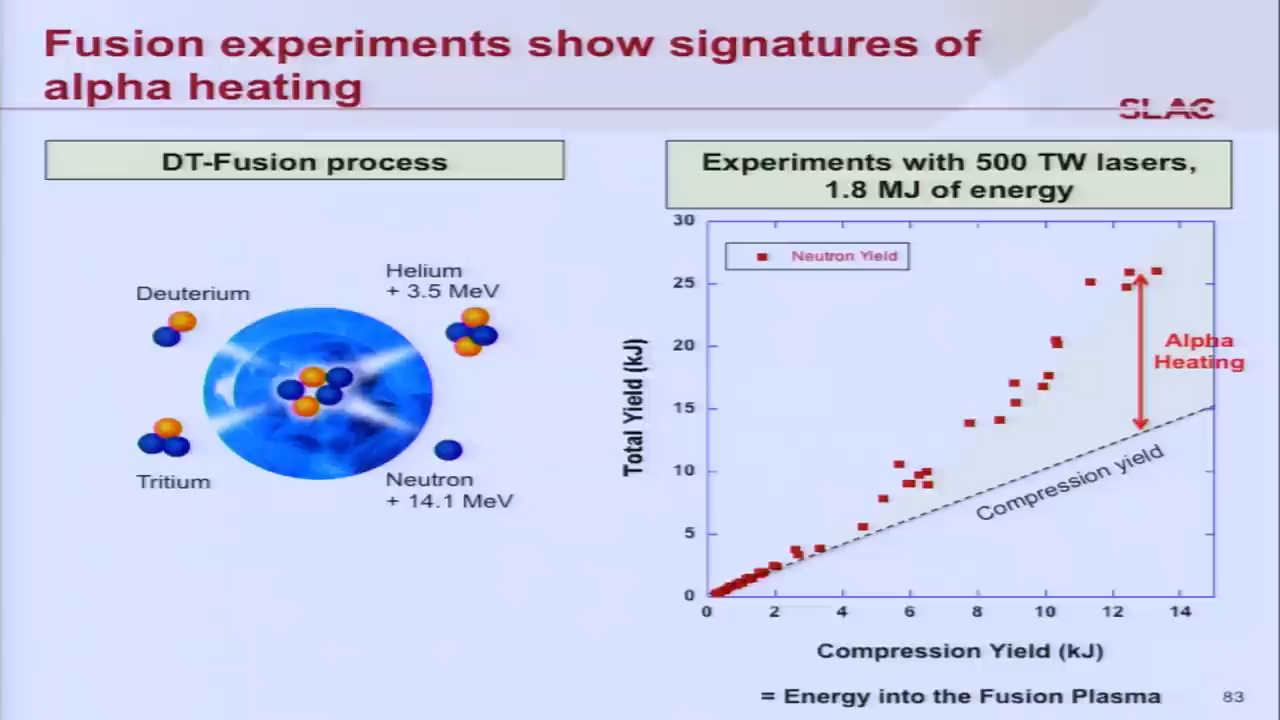 Fusion experiments show signatures of
alpha heating
SLAC
DT-Fusion process
Deuterium
Helium
+ 3.5 MeV
Tritium
Neutron
+ 14.1 MeV
Experiments with 500 TW lasers,
1.8 MJ of energy
Neutron Yield
30
25
20
15
10
5
0
Total Yield (kJ)
Alpha
Heating
Compression yield
0 2 4 6 8 10 12 14
Compression Yield (kJ)
= Energy into the Fusion Plasma
83